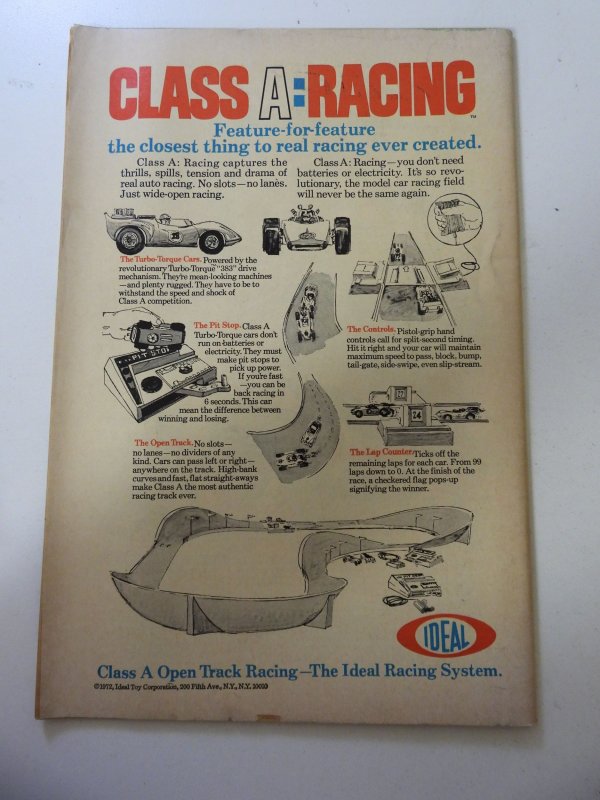 CLASS A: RACING
™
Feature-for-feature
the closest thing to real racing ever created.
Class A: Racing captures the
thrills, spills, tension and drama of
real auto racing. No slots—no lanes.
Just wide-open racing.
Class A: Racing—you don't need
batteries or electricity. It's so revo-
lutionary, the model car racing field
will never be the same again.
The Turbo-Torque Cars. Powered by the
revolutionary Turbo-Torque "383" drive
mechanism. They're mean-looking machines
—and plenty rugged. They have to be to
withstand the speed and shock of
Class A competition.
The Pit Stop. Class A
Turbo-Torque cars don't
run on batteries or
electricity. They must
make pit stops to
pick up power.
If you're fast
—you can be
back racing in
6 seconds. This can
mean the difference between
winning and losing.
PIT STOP
The Controls. Pistol-grip hand
controls call for split-second timing.
Hit it right and your car will maintain
maximum speed to pass, block, bump,
tail-gate, side-swipe, even slip-stream.
24
The Open Track. No slots—
no lanes—no dividers of any
kind. Cars can pass left or right—
anywhere on the track. High-bank
curves and fast, flat straight-aways
make Class A the most authentic
racing track ever.
The Lap Counter. Ticks off the
remaining laps for each car. From 99
laps down to 0. At the finish of the
race, a checkered flag pops-up
signifying the winner.
IDEAL
Class A Open Track Racing—The Ideal Racing System.
©1972, Ideal Toy Corporation, 200 Fifth Ave., N.Y., N.Y. 10010